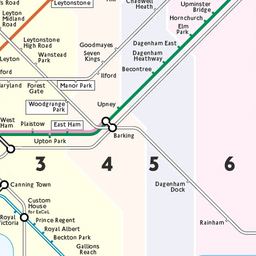 s Road
Leytonstone
Chadwell
Heath
Upminster
Bridge
Leyton
Midland
Road
Hornchurch
Elm
Park
Leytonstone
High Road
Goodmayes
Dagenham East
Wanstead
Park
Seven
Kings
Dagenham
Heathway
Leyton
Becontree
Ilford
Maryland
Forest
Gate
Manor Park
Woodgrange
Park
Upney
West
Ham
Plaistow
East Ham
Upton Park
Barking
3
4
5
6
Canning Town
Dagenham
Dock
Custom
House
for ExCeL
Royal
Victoria
Prince Regent
Rainham
Royal Albert
Beckton Park
Gallions
Reach